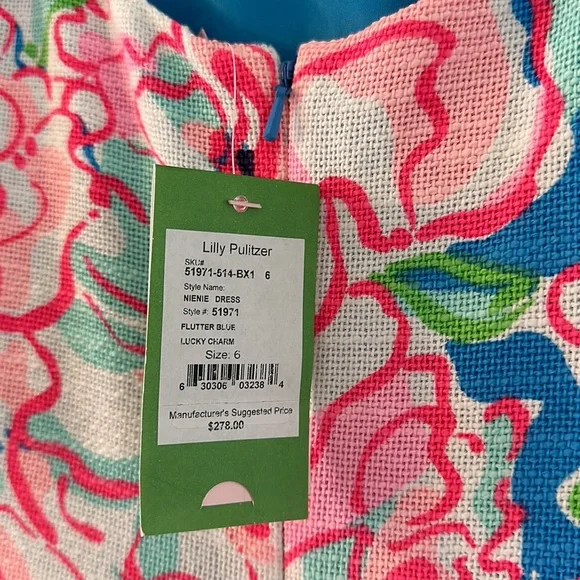 Lilly Pulitzer
SKU#
51971-514-BX1 6
Style Name:
NIENIE DRESS
Style #: 51971
FLUTTER BLUE
LUCKY CHARM
Size: 6
6 30306 03238 4
Manufacturer's Suggested Price
$278.00